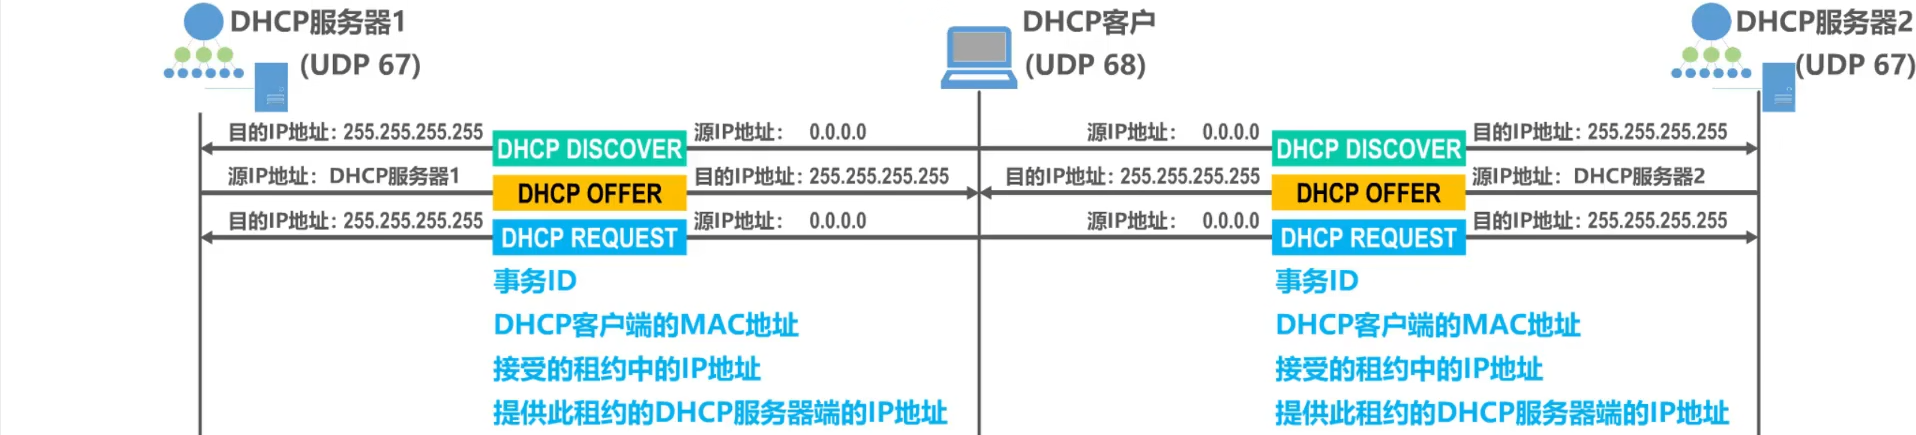 DHCP服务器1
(UDP 67)
DHCP客户
(UDP 68)
DHCP服务器2
(UDP 67)
目的IP地址: 255.255.255.255 DHCP DISCOVER 源IP地址: 0.0.0.0 源IP地址: 0.0.0.0 DHCP DISCOVER 目的IP地址: 255.255.255.255
源IP地址: DHCP服务器1 DHCP OFFER 目的IP地址: 255.255.255.255 目的IP地址: 255.255.255.255 DHCP OFFER 源IP地址: DHCP服务器2
目的IP地址: 255.255.255.255 DHCP REQUEST 源IP地址: 0.0.0.0 源IP地址: 0.0.0.0 DHCP REQUEST 目的IP地址: 255.255.255.255
事务ID
DHCP客户端的MAC地址
接受的租约中的IP地址
提供此租约的DHCP服务器端的IP地址
事务ID
DHCP客户端的MAC地址
接受的租约中的IP地址
提供此租约的DHCP服务器端的IP地址